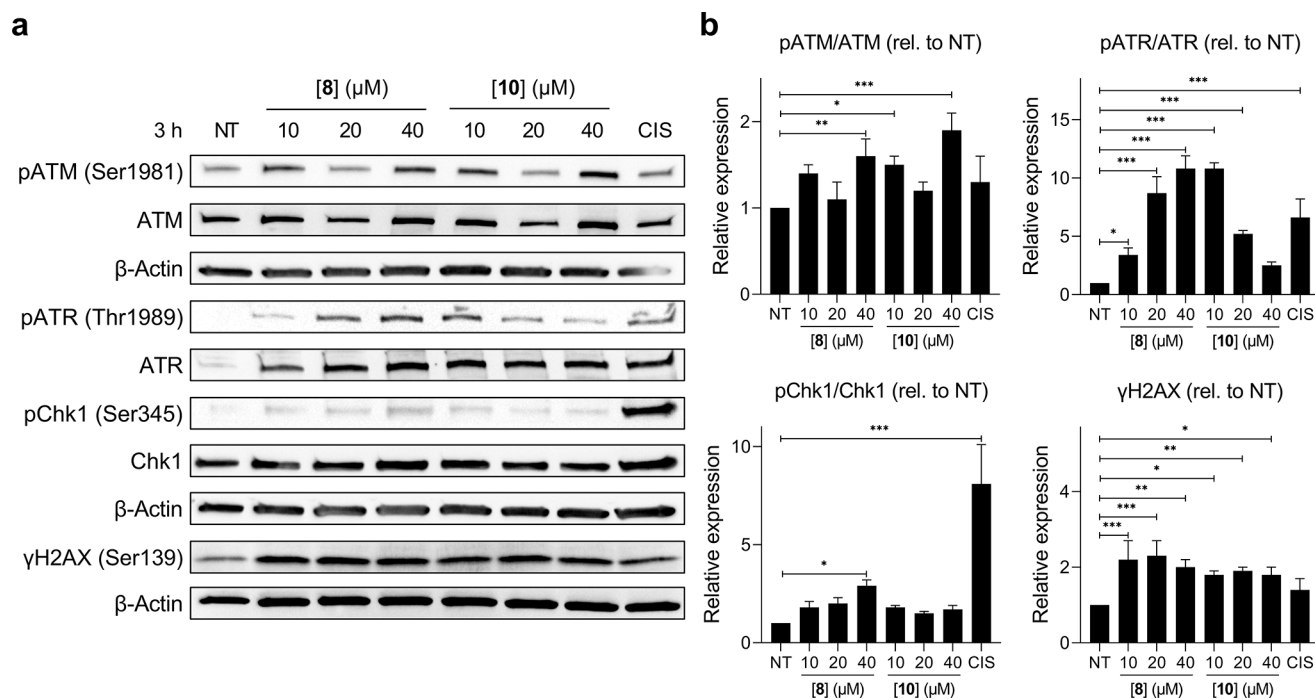 a
[8] (µM) [10] (µM)
3 h NT 10 20 40 10 20 40 CIS
pATM (Ser1981)
ATM
β-Actin
pATR (Thr1989)
ATR
pChk1 (Ser345)
Chk1
β-Actin
γH2AX (Ser139)
β-Actin
b
pATM/ATM (rel. to NT)
Relative expression
2
1
0
***
*
**
NT 10 20 40 10 20 40 CIS
[8] (µM) [10] (µM)
pATR/ATR (rel. to NT)
Relative expression
15
10
5
0
***
***
***
***
***
*
NT 10 20 40 10 20 40 CIS
[8] (µM) [10] (µM)
pChk1/Chk1 (rel. to NT)
Relative expression
10
5
0
***
*
NT 10 20 40 10 20 40 CIS
[8] (µM) [10] (µM)
γH2AX (rel. to NT)
Relative expression
4
2
0
*
**
*
**
***
***
NT 10 20 40 10 20 40 CIS
[8] (µM) [10] (µM)